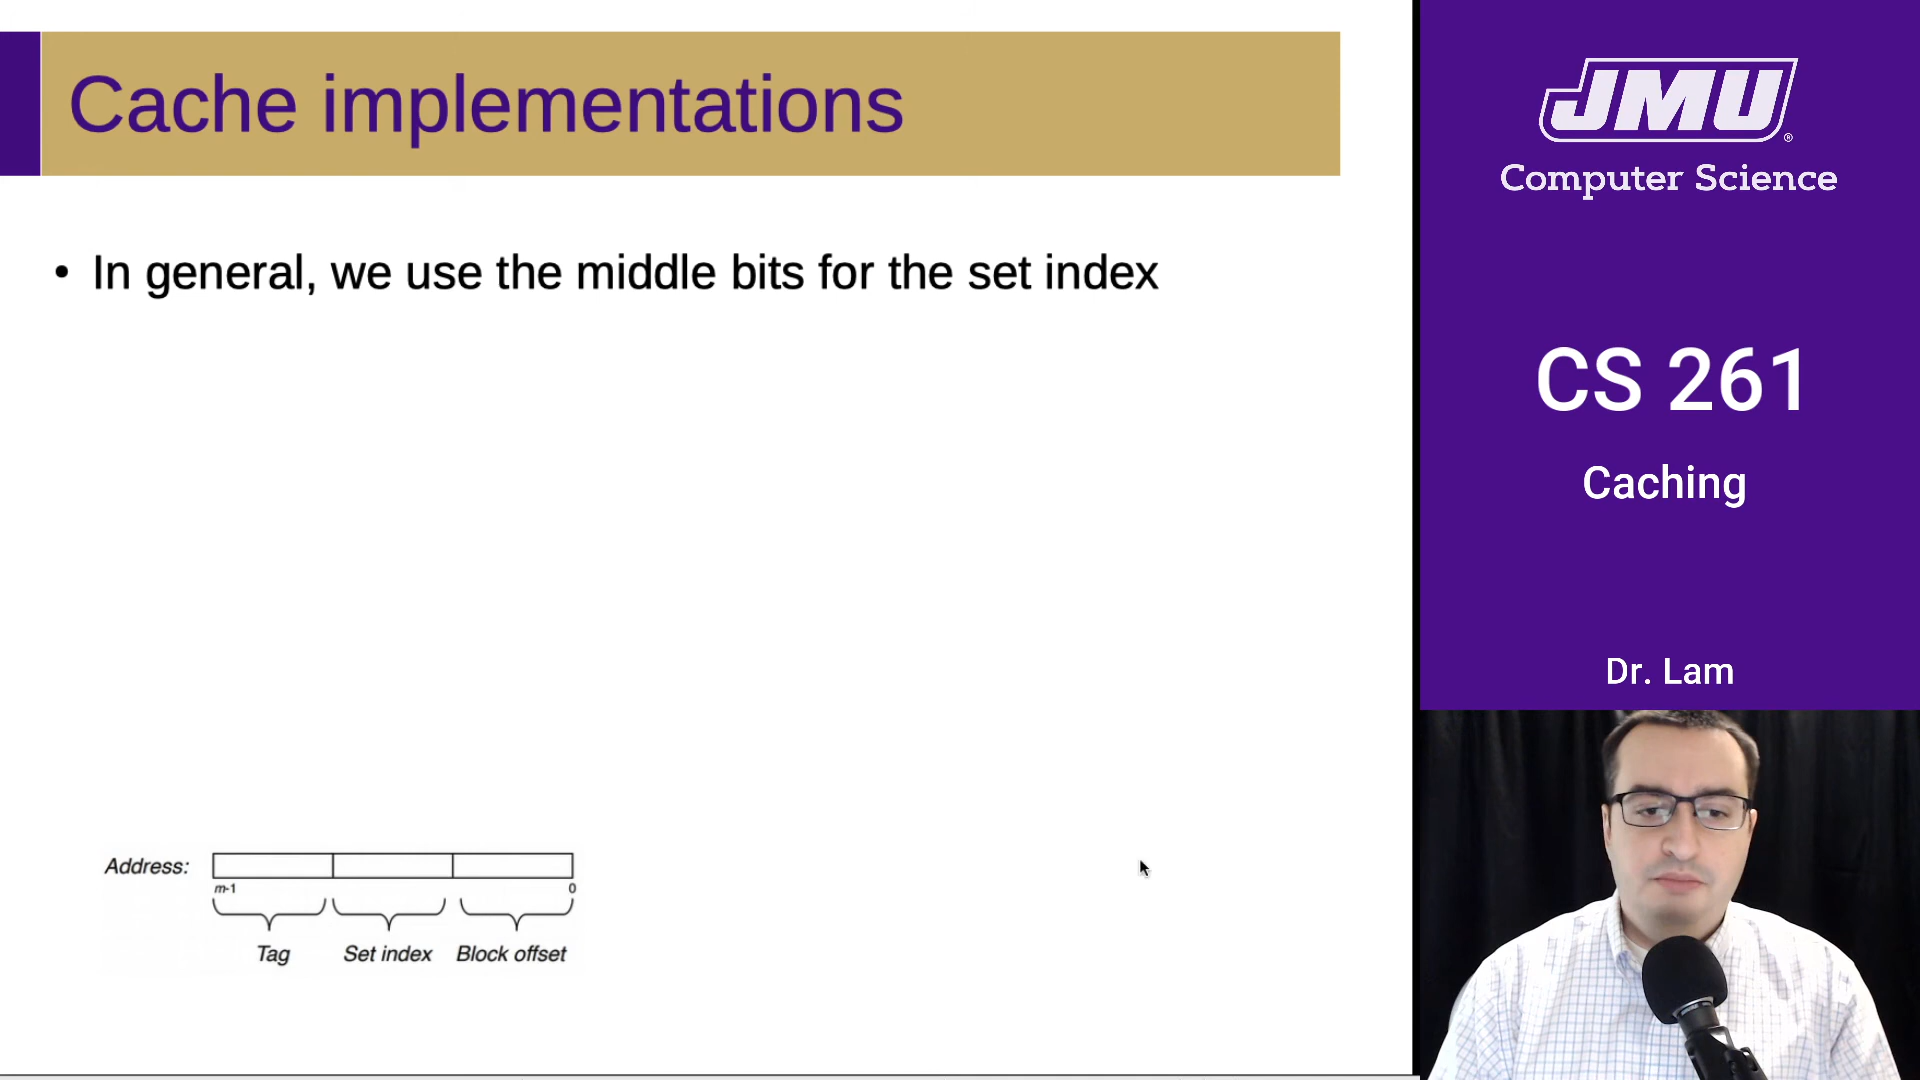 Cache implementations
• In general, we use the middle bits for the set index
Address:
m-1 0
Tag Set index Block offset
JMU®
Computer Science
CS 261
Caching
Dr. Lam